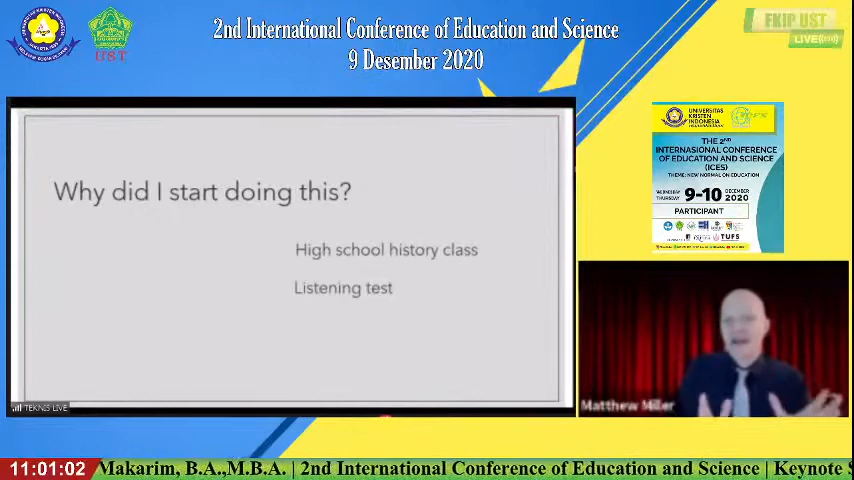 2nd International Conference of Education and Science
9 Desember 2020
UST
FKIP UST
LIVE
Why did I start doing this?
High school history class
Listening test
TEKNIS LIVE
UNIVERSITAS
KRISTEN
INDONESIA
THE 2ND
INTERNASIONAL CONFERENCE
OF EDUCATION AND SCIENCE
(ICES)
THEME: NEW NORMAL ON EDUCATION
WEDNESDAY
THURSDAY
9-10
DECEMBER
2020
PARTICIPANT
TUFS
Matthew Miller
11:01:02
Makarim, B.A.,M.B.A. | 2nd International Conference of Education and Science | Keynote S